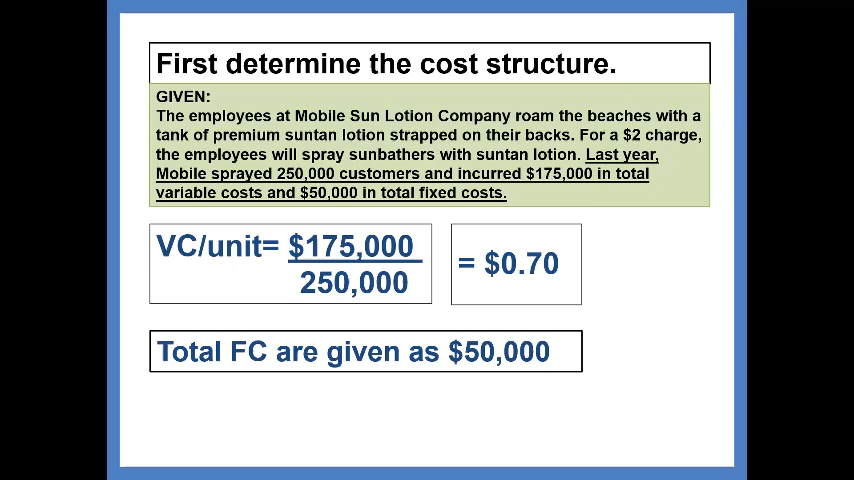 First determine the cost structure.
GIVEN:
The employees at Mobile Sun Lotion Company roam the beaches with a
tank of premium suntan lotion strapped on their backs. For a $2 charge,
the employees will spray sunbathers with suntan lotion. Last year,
Mobile sprayed 250,000 customers and incurred $175,000 in total
variable costs and $50,000 in total fixed costs.
VC/unit= $175,000
250,000
= $0.70
Total FC are given as $50,000